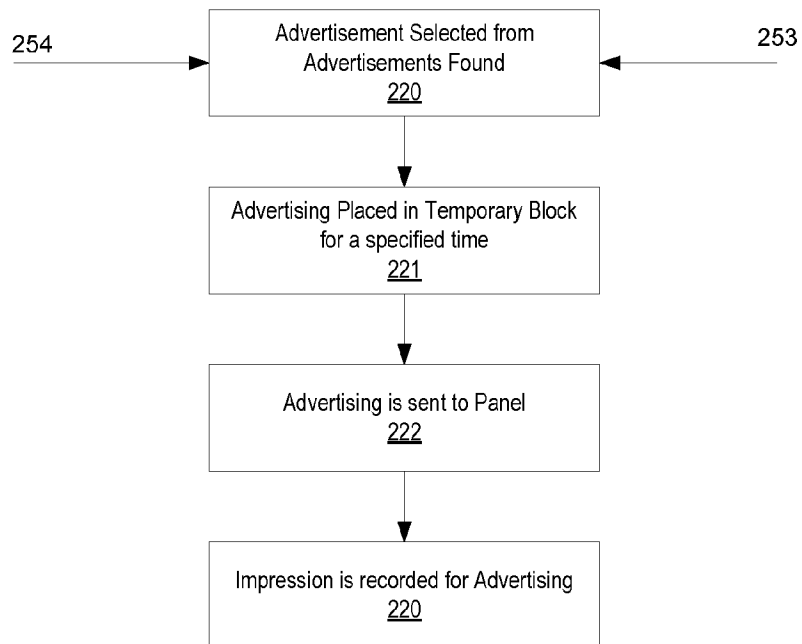 254
253
Advertisement Selected from
Advertisements Found
220
Advertising Placed in Temporary Block
for a specified time
221
Advertising is sent to Panel
222
Impression is recorded for Advertising
220